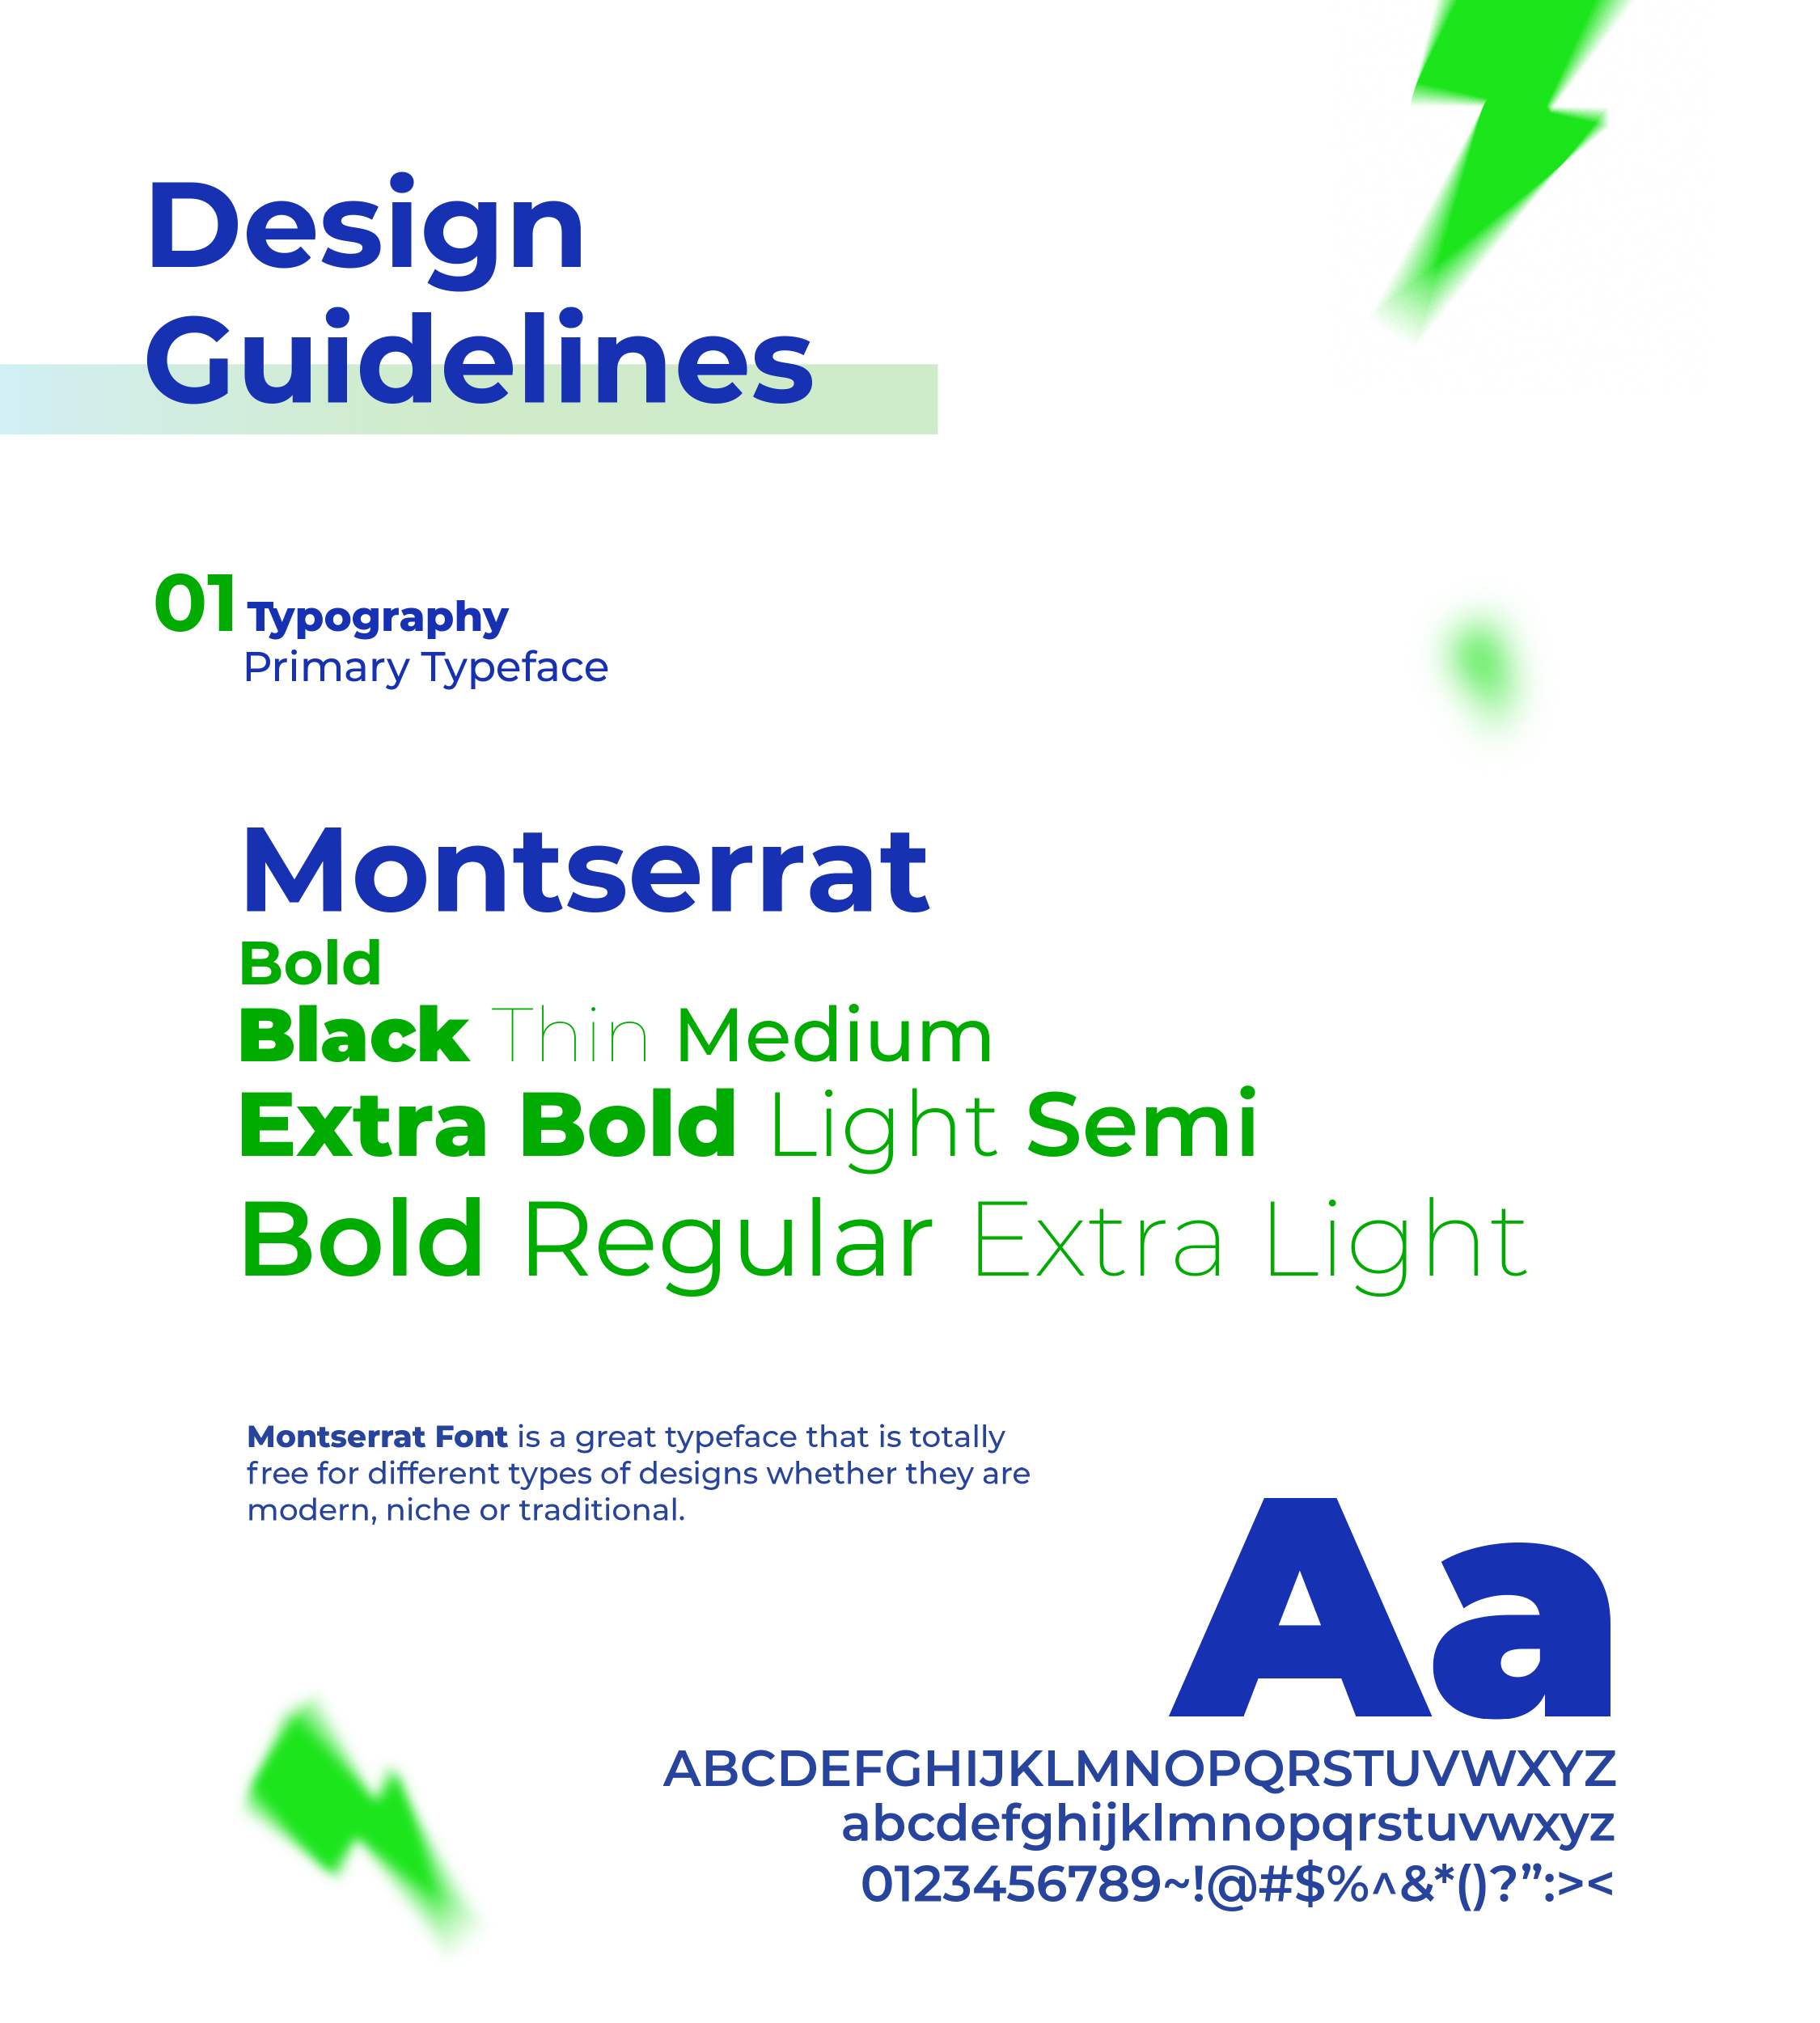 Design
Guidelines
01 Typography
Primary Typeface
Montserrat
Bold
Black Thin Medium
Extra Bold Light Semi
Bold Regular Extra Light
Montserrat Font is a great typeface that is totally
free for different types of designs whether they are
modern, niche or traditional.
Aa
ABCDEFGHIJKLMNOPQRSTUVWXYZ
abcdefghijklmnopqrstuvwxyz
0123456789~!@#$%^&*()?”:><